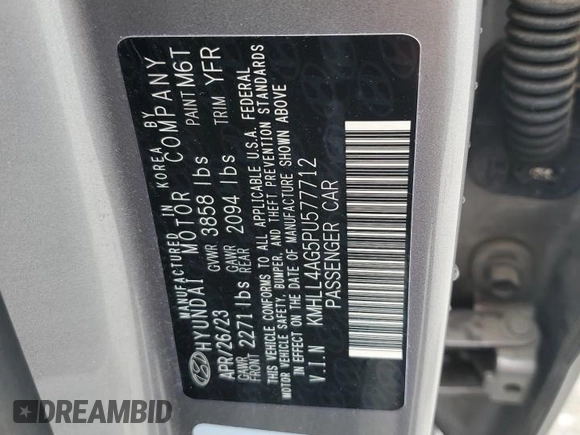 MANUFACTURED IN KOREA BY
HYUNDAI MOTOR COMPANY
APR/26/23 GVWR 3858 lbs PAINT M6T
GAWR FRONT 2271 lbs GAWR REAR 2094 lbs TRIM YFR
THIS VEHICLE CONFORMS TO ALL APPLICABLE U.S.A. FEDERAL
MOTOR VEHICLE SAFETY, BUMPER, AND THEFT PREVENTION STANDARDS
IN EFFECT ON THE DATE OF MANUFACTURE SHOWN ABOVE
V.I.N KMHLL4AG5PU577712
PASSENGER CAR
DREAMBID